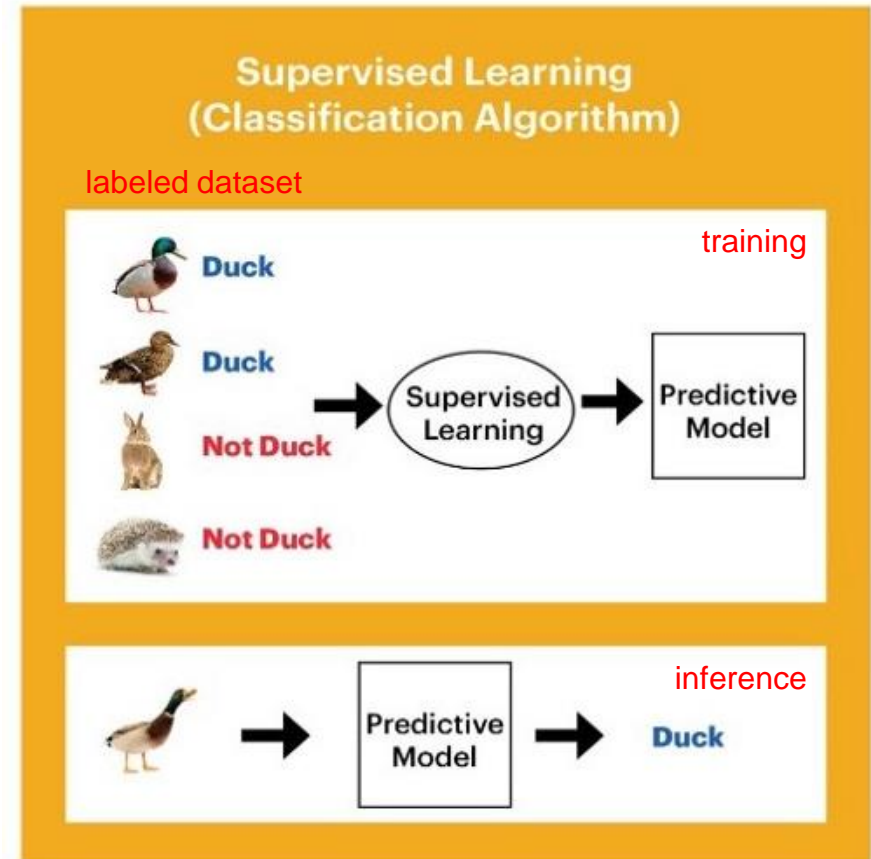 Supervised Learning
(Classification Algorithm)
labeled dataset
training
Duck
Duck
Not Duck
Not Duck
Supervised
Learning
Predictive
Model
inference
Predictive
Model
Duck